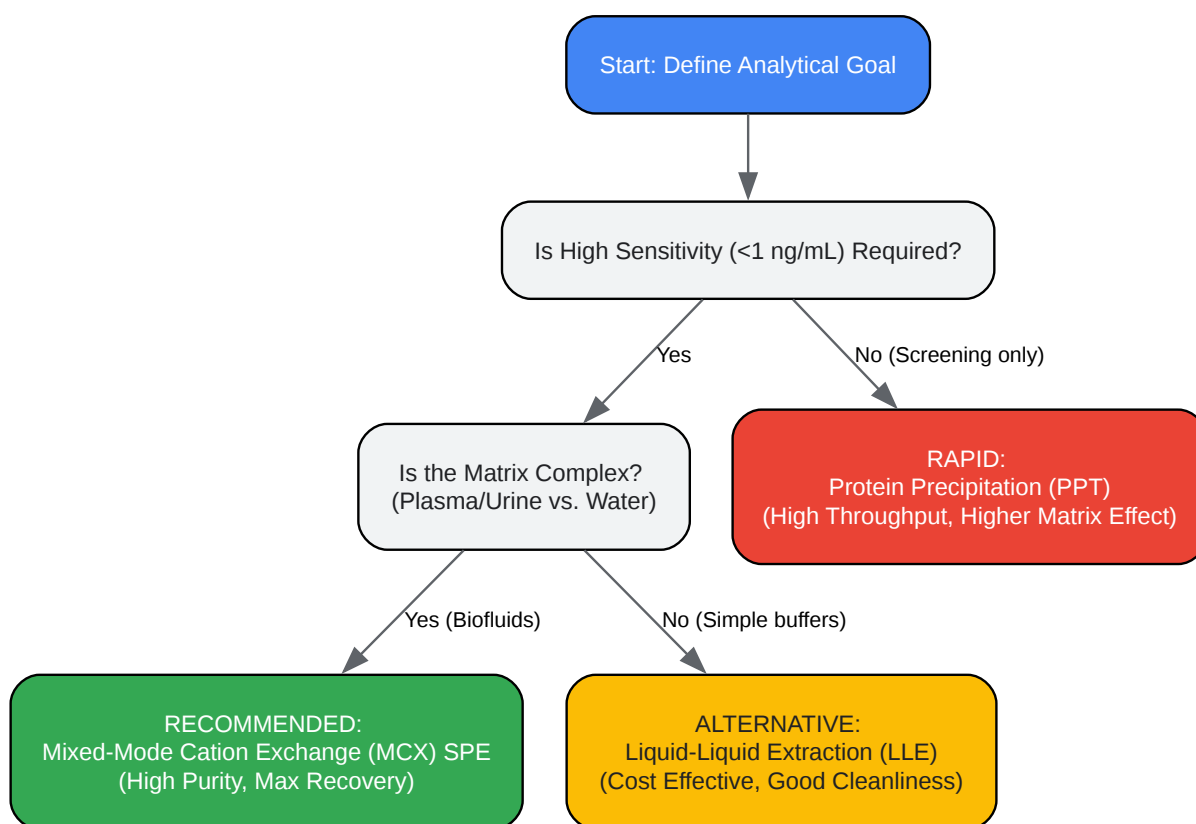 Start: Define Analytical Goal
Is High Sensitivity (<1 ng/mL) Required?
Yes
No (Screening only)
Is the Matrix Complex?
(Plasma/Urine vs. Water)
RAPID:
Protein Precipitation (PPT)
(High Throughput, Higher Matrix Effect)
Yes (Biofluids)
No (Simple buffers)
RECOMMENDED:
Mixed-Mode Cation Exchange (MCX) SPE
(High Purity, Max Recovery)
ALTERNATIVE:
Liquid-Liquid Extraction (LLE)
(Cost Effective, Good Cleanliness)